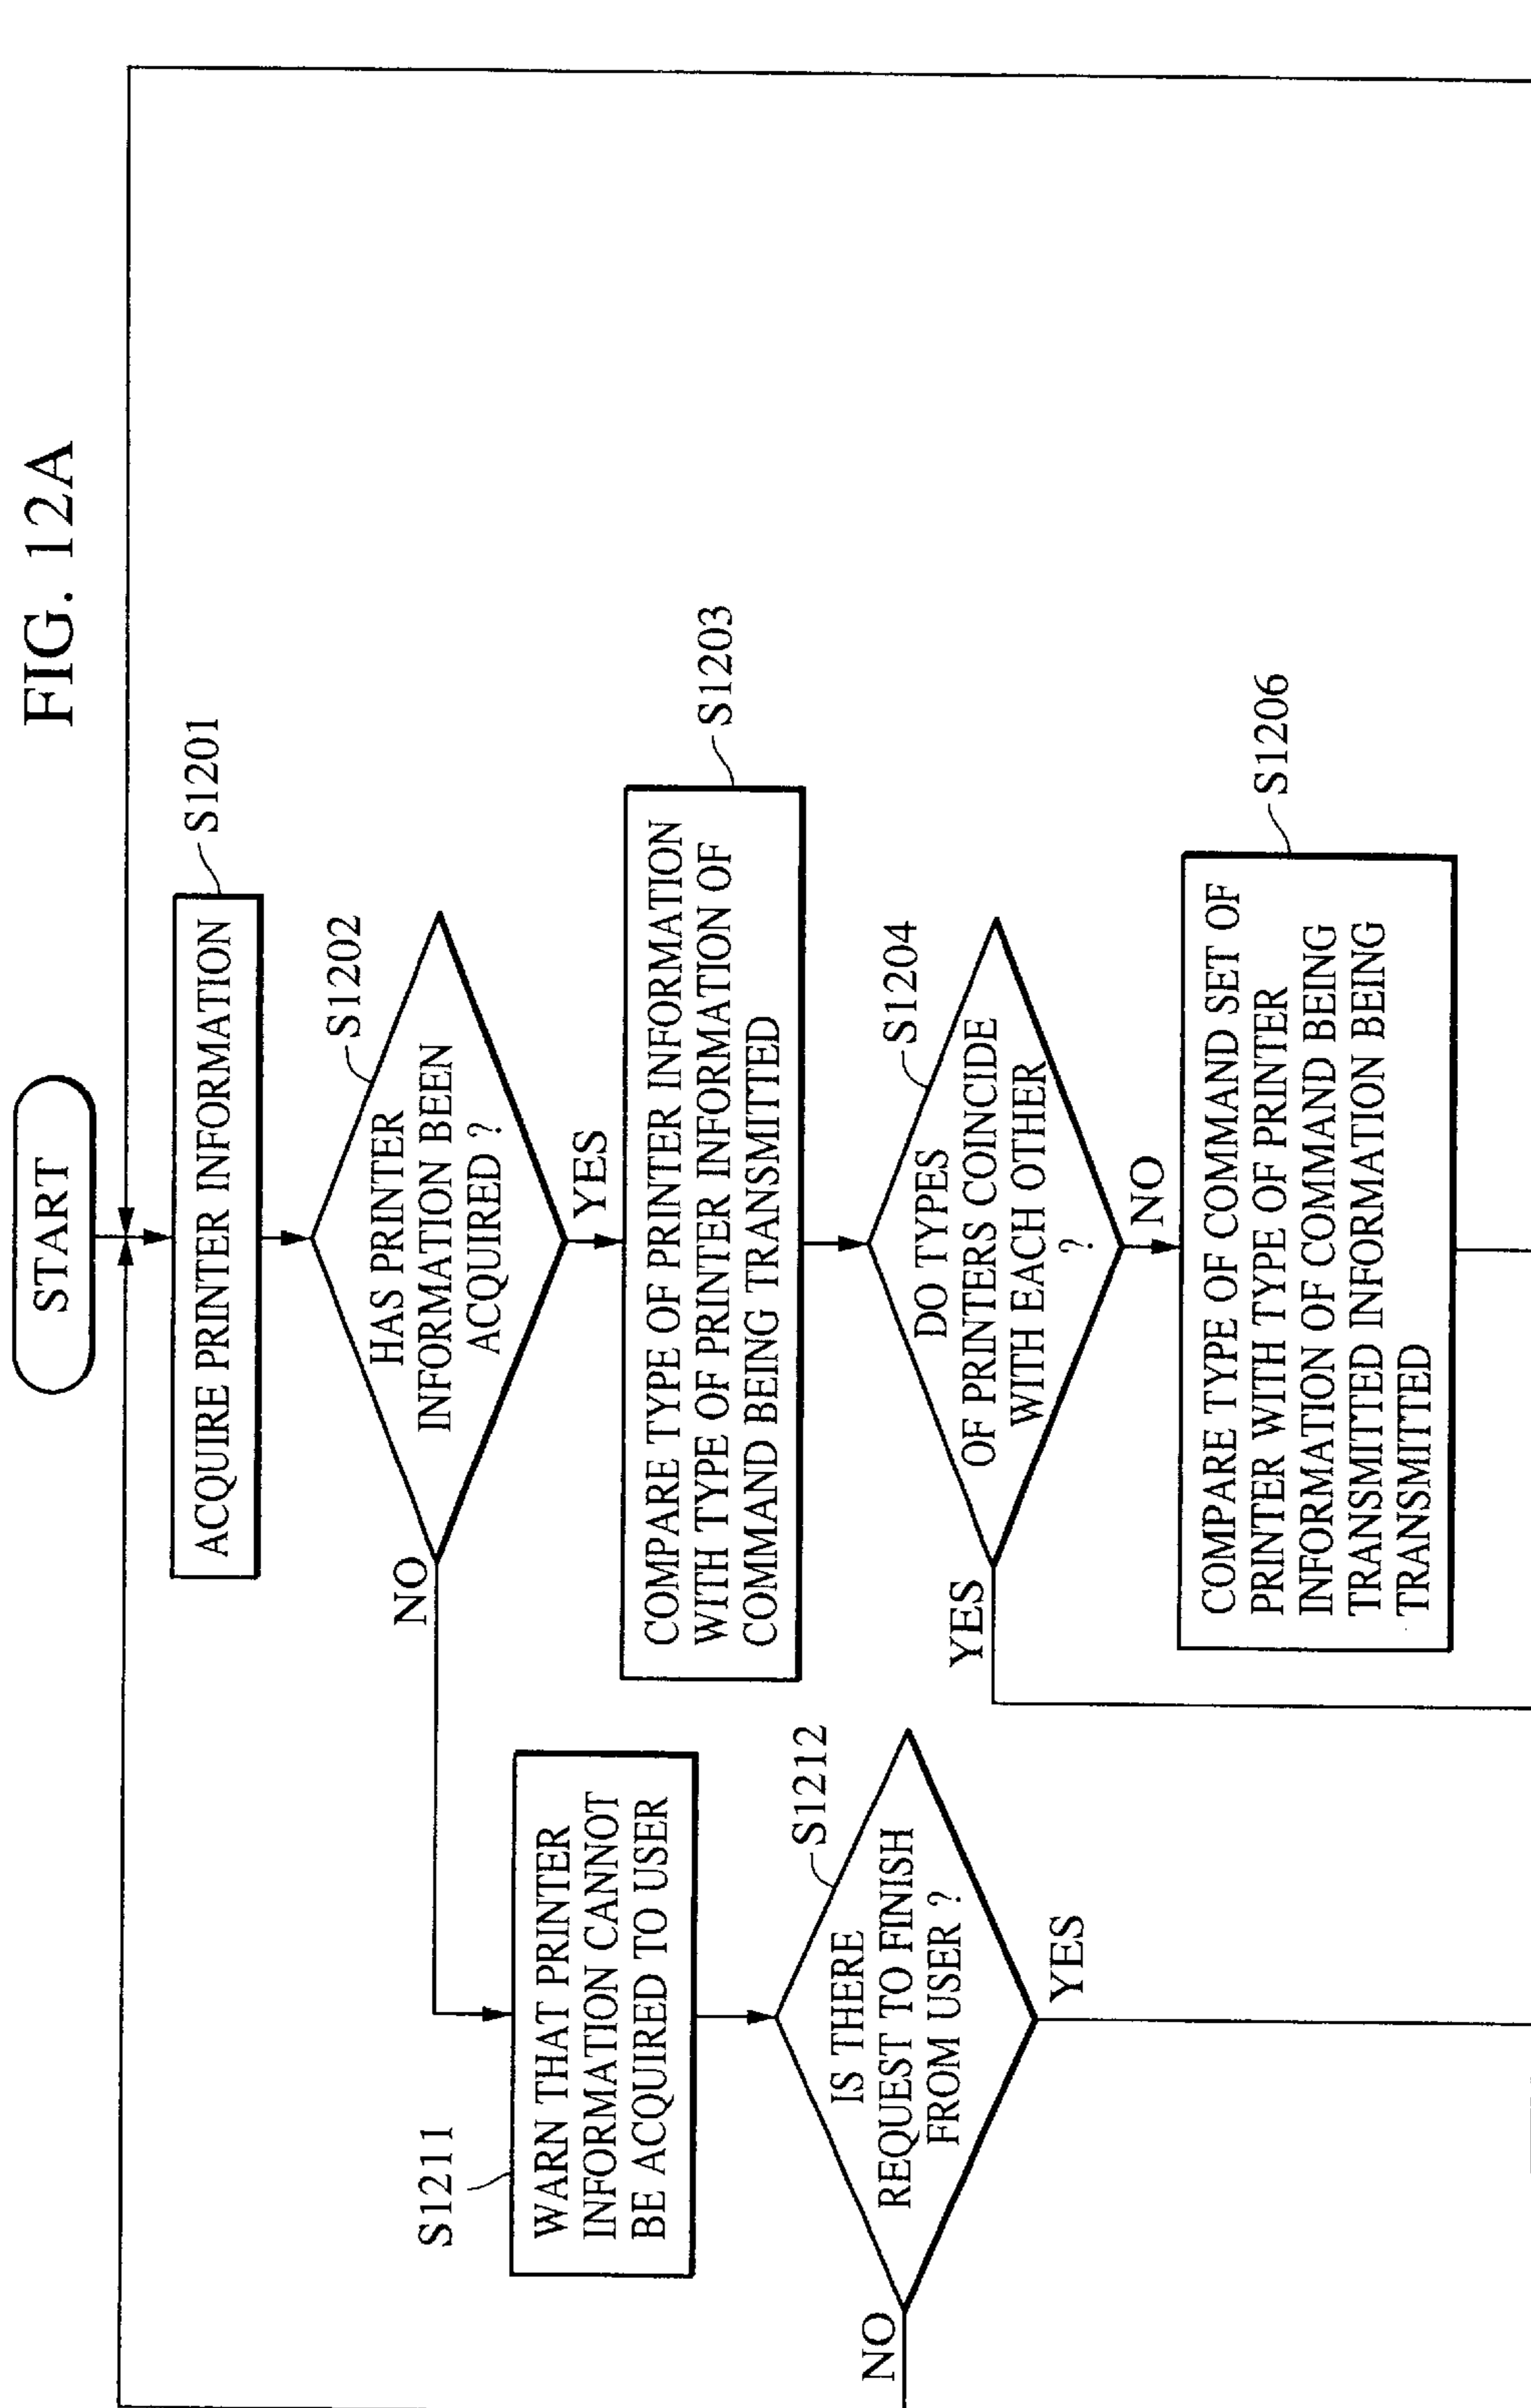 FIG. 12A
START
S1201
ACQUIRE PRINTER INFORMATION
S1202
HAS PRINTER
INFORMATION BEEN
ACQUIRED ?
NO
YES
S1203
COMPARE TYPE OF PRINTER INFORMATION
WITH TYPE OF PRINTER INFORMATION OF
COMMAND BEING TRANSMITTED
S1204
DO TYPES
OF PRINTERS COINCIDE
WITH EACH OTHER
?
YES
NO
S1206
COMPARE TYPE OF COMMAND SET OF
PRINTER WITH TYPE OF PRINTER
INFORMATION OF COMMAND BEING
TRANSMITTED INFORMATION BEING
TRANSMITTED
S1211
WARN THAT PRINTER
INFORMATION CANNOT
BE ACQUIRED TO USER
S1212
IS THERE
REQUEST TO FINISH
FROM USER ?
NO
YES